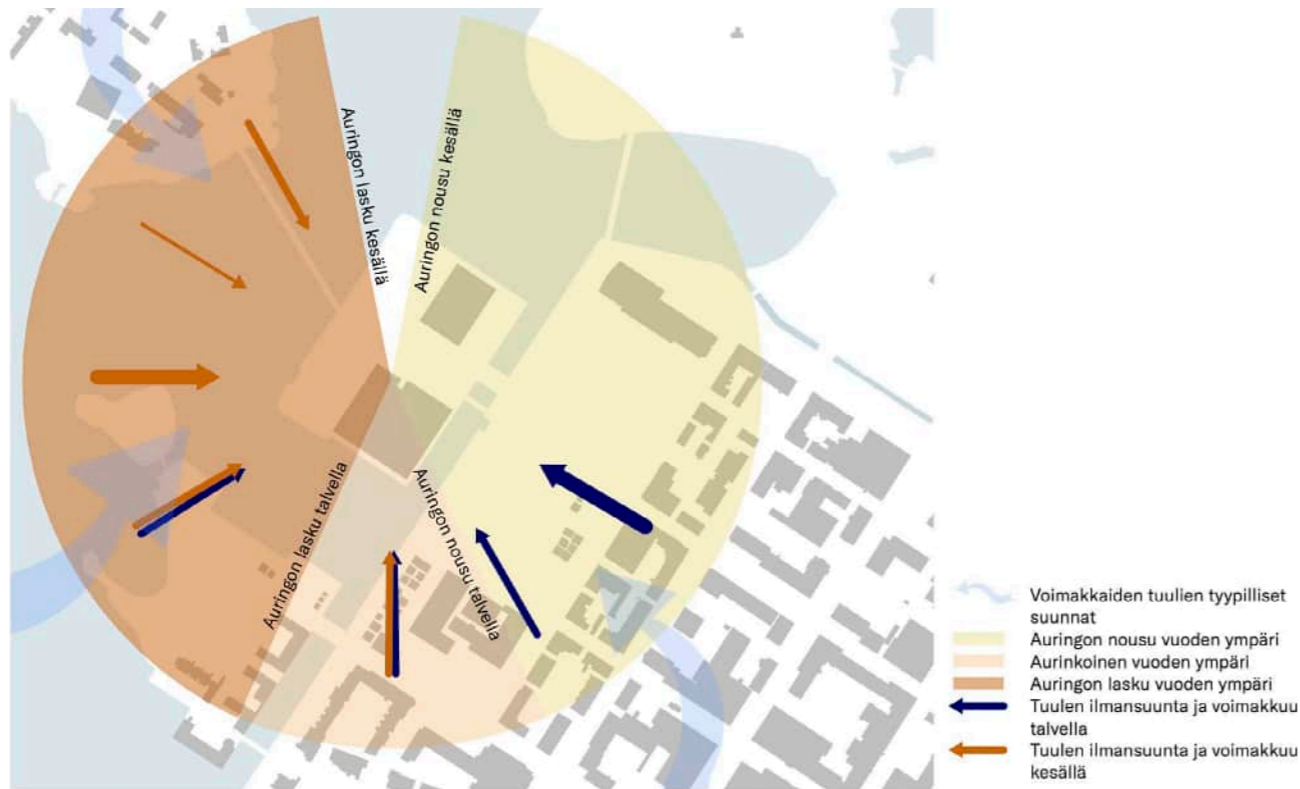 Auringon lasku kesällä
Auringon nousu kesällä
Auringon lasku talvella
Auringon nousu talvella
Voimakkaiden tuulien tyypilliset
suunnat
Auringon nousu vuoden ympäri
Aurinkoinen vuoden ympäri
Auringon lasku vuoden ympäri
Tuulen ilmansuunta ja voimakkuu
talvella
Tuulen ilmansuunta ja voimakkuu
kesällä